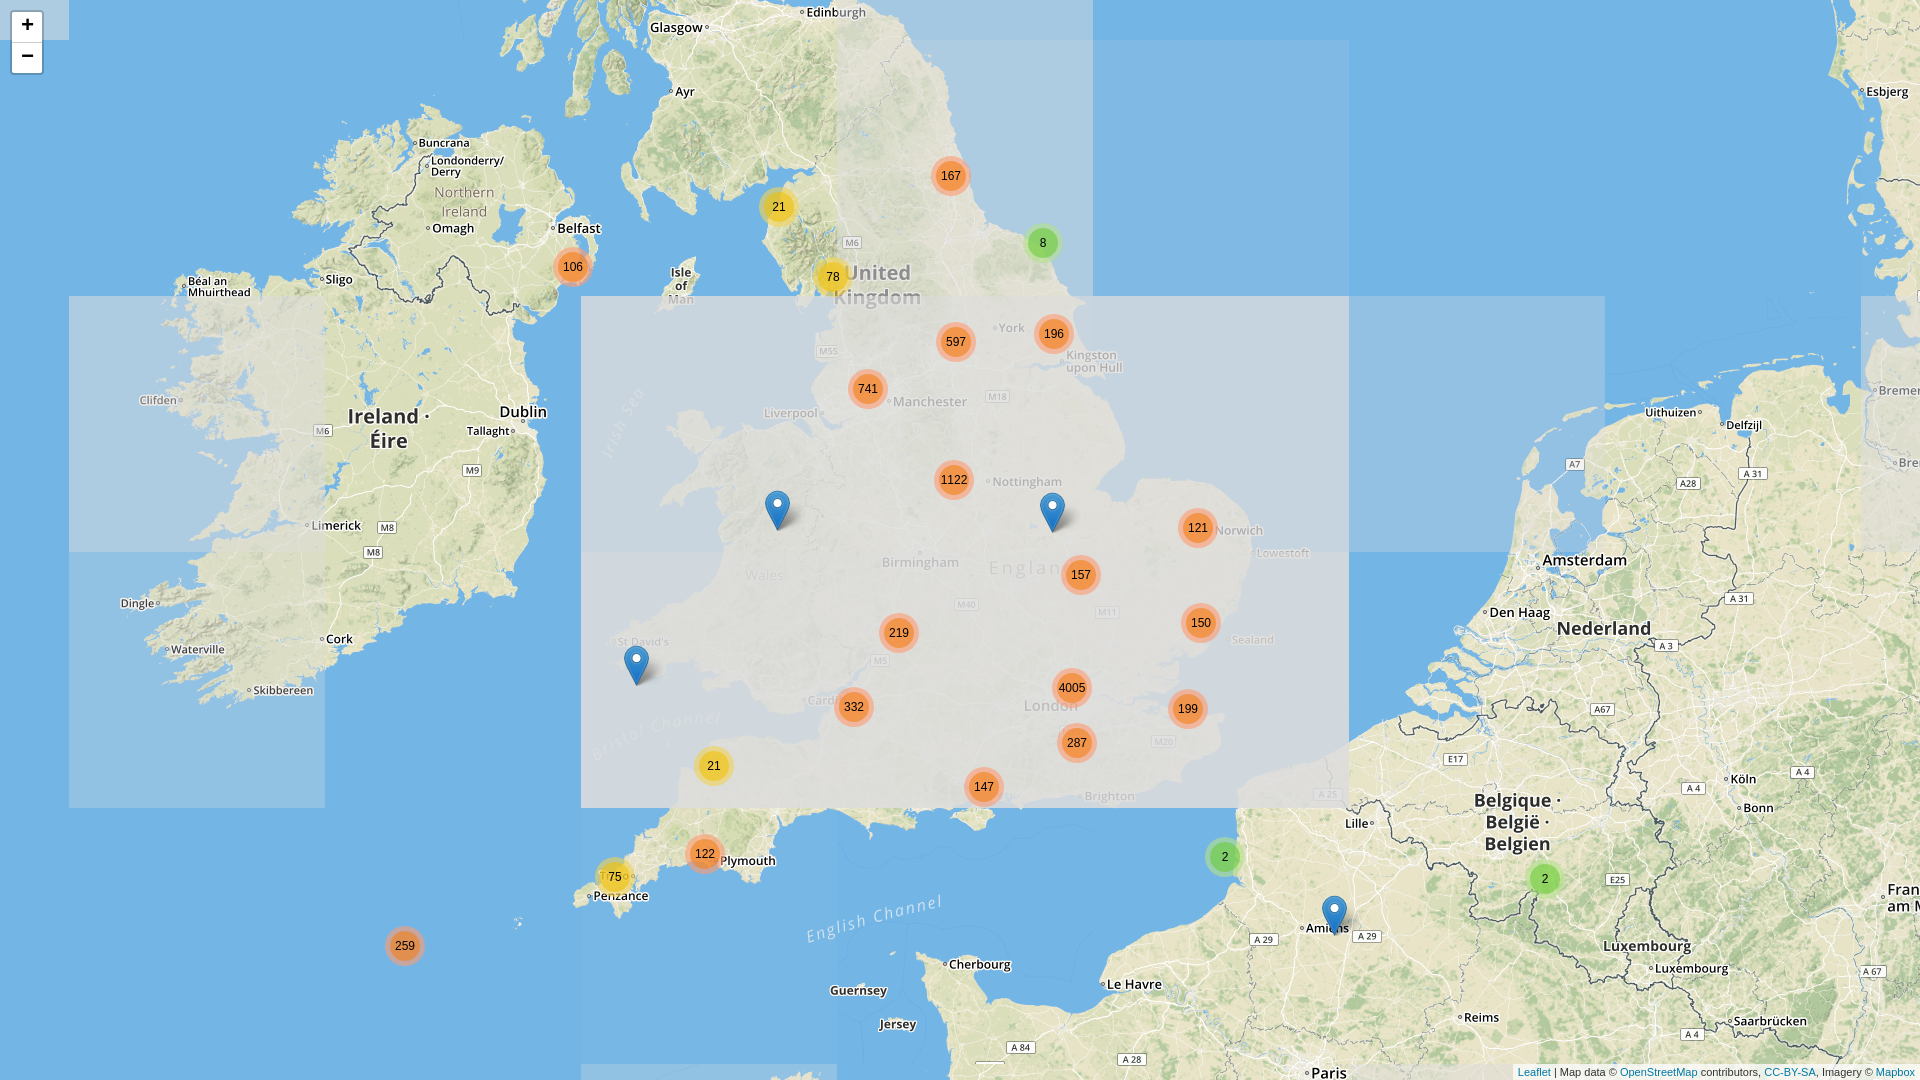 +
−
Edinburgh
Glasgow
Ayr
Esbjerg
Buncrana
Londonderry/
Derry
Northern
Ireland
Omagh
Belfast
167
21
8
106
78
M6
United
Kingdom
Isle
of
Man
Béal an
Mhuirthead
Sligo
York
196
597
Kingston
upon Hull
M55
741
Manchester
M18
Liverpool
Irish Sea
Clifden
Ireland ·
Éire
M6
Dublin
Tallaght
M9
Uithuizen
Delfzijl
A7
A 31
A28
1122
Nottingham
Limerick
M8
M8
121
Norwich
Lowestoft
Birmingham
Wales
157
Amsterdam
Dingle
M40
M11
A 31
Den Haag
Nederland
Cork
Waterville
St David's
219
150
Sealand
A 3
M5
Skibbereen
4005
London
332
199
A67
Bristol Channel
287
M20
21
E17
A 4
Köln
147
Brighton
A 25
A 4
Belgique ·
België ·
Belgien
Bonn
Lille
122
Plymouth
2
75
Penzance
2
E25
English Channel
259
Amiens
A 29
A 29
Luxembourg
Luxembourg
A 67
Cherbourg
Le Havre
Guernsey
Jersey
Reims
Saarbrücken
A 4
A 84
A 28
Paris
Leaflet | Map data © OpenStreetMap contributors, CC-BY-SA, Imagery © Mapbox